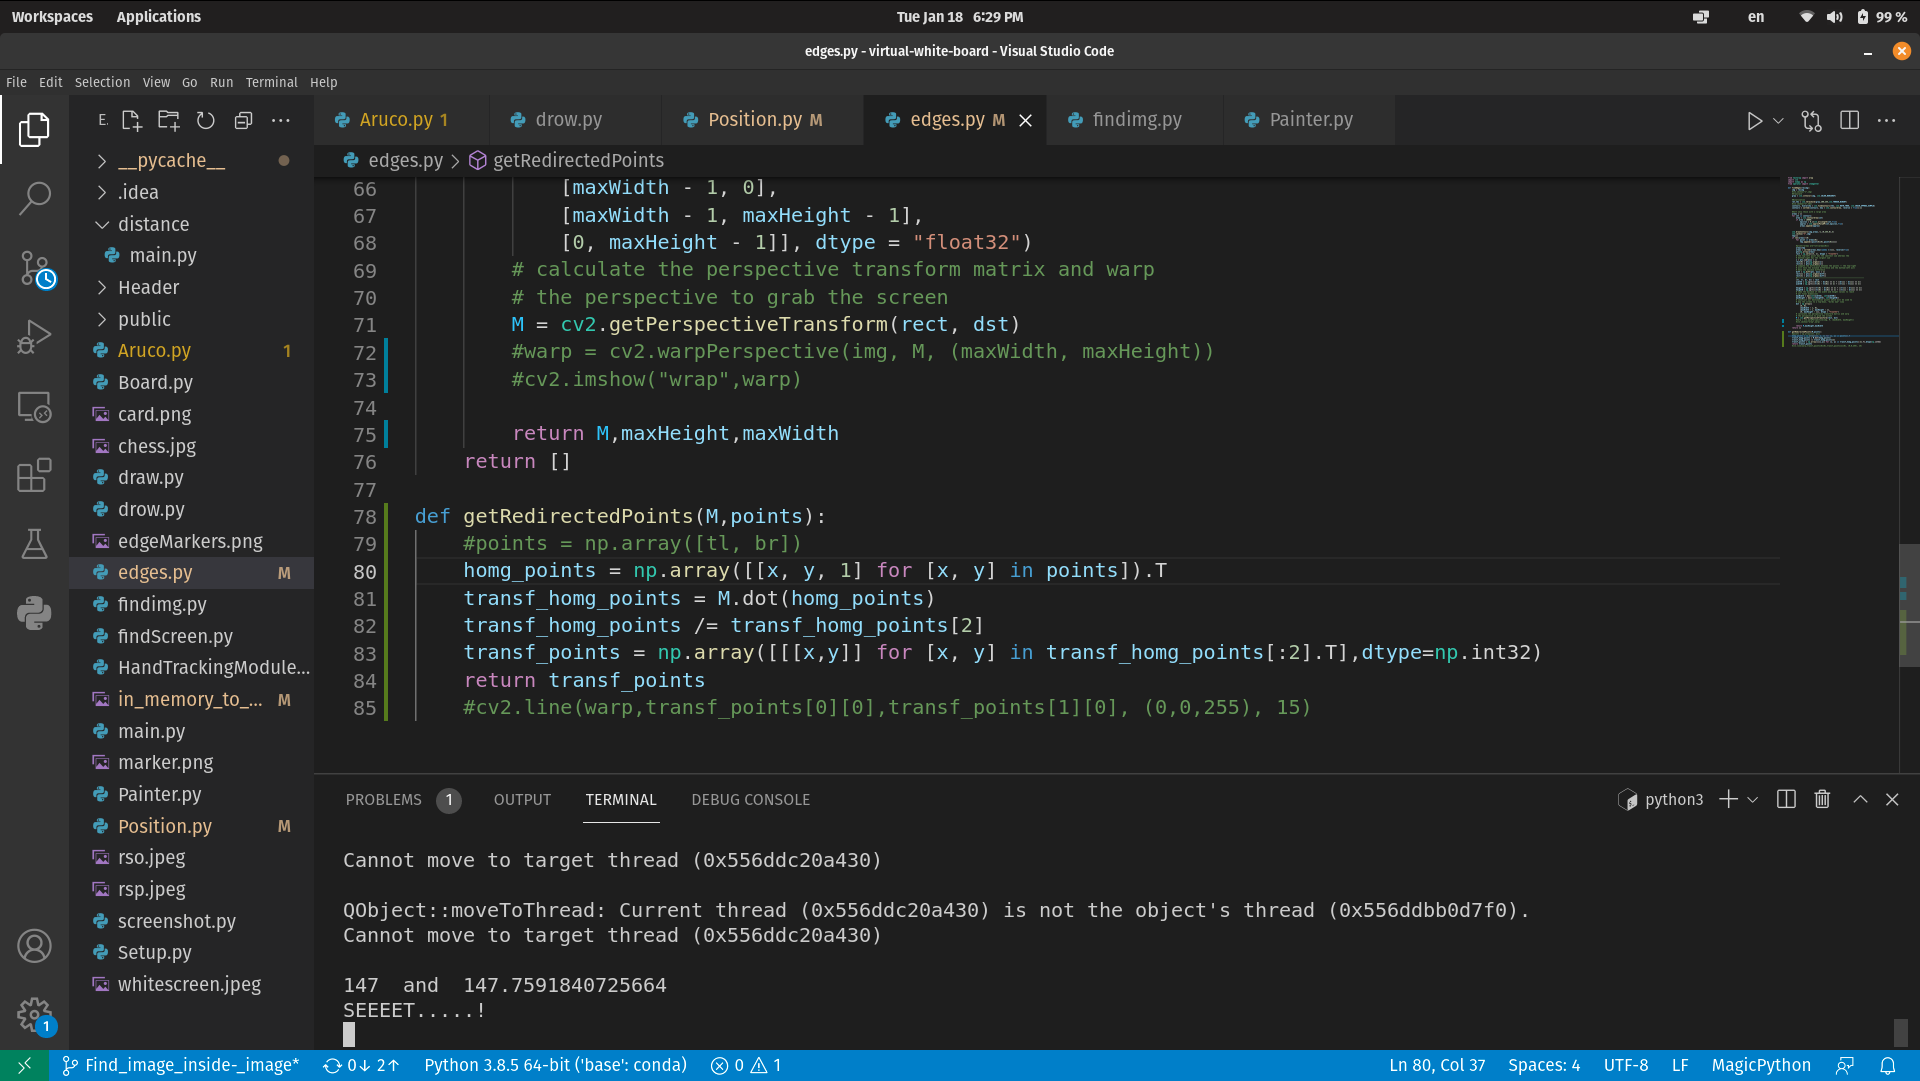 Workspaces Applications Tue Jan 18 6:29 PM en 99 %
edges.py - virtual-white-board - Visual Studio Code
File Edit Selection View Go Run Terminal Help
E. Aruco.py 1 drow.py Position.py M edges.py M findimg.py Painter.py
edges.py > getRedirectedPoints
__pycache__
.idea
distance
main.py
Header
public
Aruco.py 1
Board.py
card.png
chess.jpg
draw.py
drow.py
edgeMarkers.png
edges.py M
findimg.py
findScreen.py
HandTrackingModule...
in_memory_to_... M
main.py
marker.png
Painter.py
Position.py M
rso.jpeg
rsp.jpeg
screenshot.py
Setup.py
whitescreen.jpeg
1
66 [maxWidth - 1, 0],
67 [maxWidth - 1, maxHeight - 1],
68 [0, maxHeight - 1]], dtype = "float32")
69 # calculate the perspective transform matrix and warp
70 # the perspective to grab the screen
71 M = cv2.getPerspectiveTransform(rect, dst)
72 #warp = cv2.warpPerspective(img, M, (maxWidth, maxHeight))
73 #cv2.imshow("wrap",warp)
74
75 return M,maxHeight,maxWidth
76 return []
77
78 def getRedirectedPoints(M,points):
79 #points = np.array([tl, br])
80 homg_points = np.array([[x, y, 1] for [x, y] in points]).T
81 transf_homg_points = M.dot(homg_points)
82 transf_homg_points /= transf_homg_points[2]
83 transf_points = np.array([[[x,y]] for [x, y] in transf_homg_points[:2].T],dtype=np.int32)
84 return transf_points
85 #cv2.line(warp,transf_points[0][0],transf_points[1][0], (0,0,255), 15)
PROBLEMS 1 OUTPUT TERMINAL DEBUG CONSOLE python3
Cannot move to target thread (0x556ddc20a430)
QObject::moveToThread: Current thread (0x556ddc20a430) is not the object's thread (0x556ddbb0d7f0).
Cannot move to target thread (0x556ddc20a430)
147 and 147.7591840725664
SEEEET.....!
Find_image_inside-_image* 0↓ 2↑ Python 3.8.5 64-bit ('base': conda) 0 1 Ln 80, Col 37 Spaces: 4 UTF-8 LF MagicPython